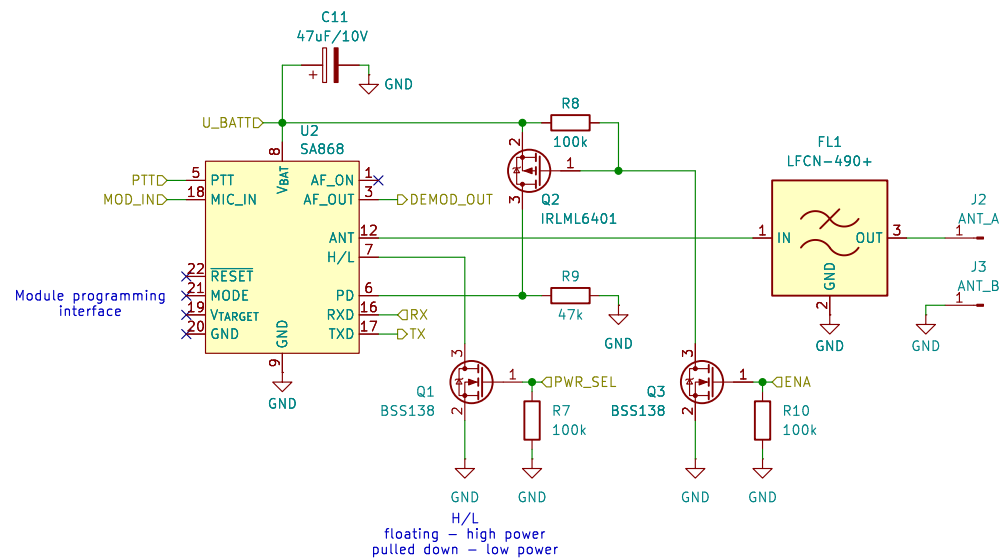 C11
47uF/10V
+
GND
U_BATT
U2
SA868
8
R8
100k
FL1
LFCN-490+
PTT
5
PTT
VBAT
AF_ON
1
2
1
MOD_IN
18
MIC_IN
AF_OUT
3
DEMOD_OUT
3
Q2
IRLML6401
J2
ANT_A
ANT
12
1
IN
OUT
3
1
H/L
7
GND
2
GND
22
RESET
Module programming
interface
21
MODE
PD
6
R9
47k
GND
J3
ANT_B
1
GND
19
VTARGET
RXD
16
RX
20
GND
GND
TXD
17
TX
9
GND
3
1
PWR_SEL
Q1
BSS138
2
R7
100k
GND
GND
3
1
ENA
Q3
BSS138
2
R10
100k
GND
GND
H/L
floating – high power
pulled down – low power